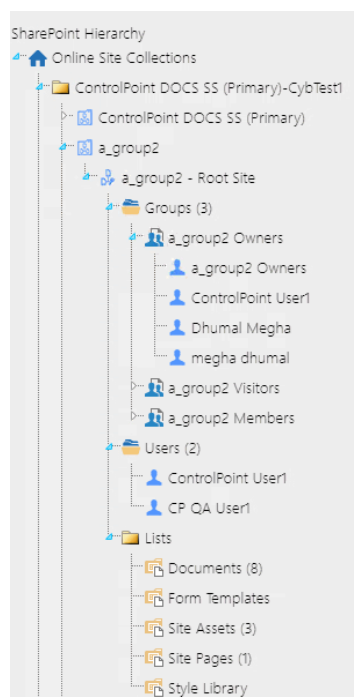 SharePoint Hierarchy
Online Site Collections
ControlPoint DOCS SS (Primary)-CybTest1
ControlPoint DOCS SS (Primary)
a_group2
a_group2 - Root Site
Groups (3)
a_group2 Owners
a_group2 Owners
ControlPoint User1
Dhumal Megha
megha dhumal
a_group2 Visitors
a_group2 Members
Users (2)
ControlPoint User1
CP QA User1
Lists
Documents (8)
Form Templates
Site Assets (3)
Site Pages (1)
Style Library